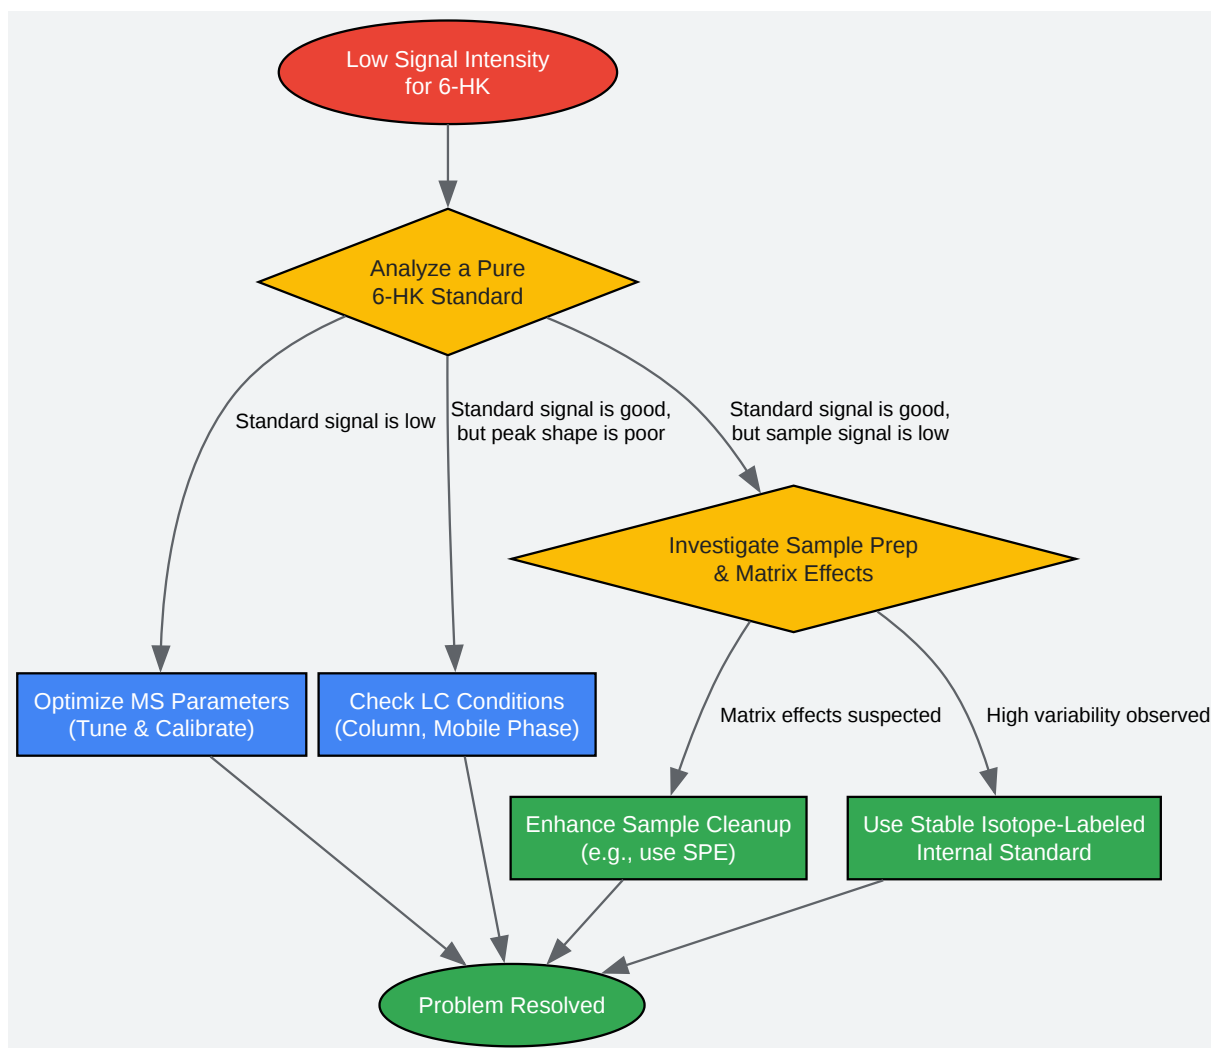 Low Signal Intensity
for 6-HK
Analyze a Pure
6-HK Standard
Standard signal is low
Standard signal is good,
but peak shape is poor
Standard signal is good,
but sample signal is low
Investigate Sample Prep
& Matrix Effects
Optimize MS Parameters
(Tune & Calibrate)
Check LC Conditions
(Column, Mobile Phase)
Matrix effects suspected
High variability observed
Enhance Sample Cleanup
(e.g., use SPE)
Use Stable Isotope-Labeled
Internal Standard
Problem Resolved